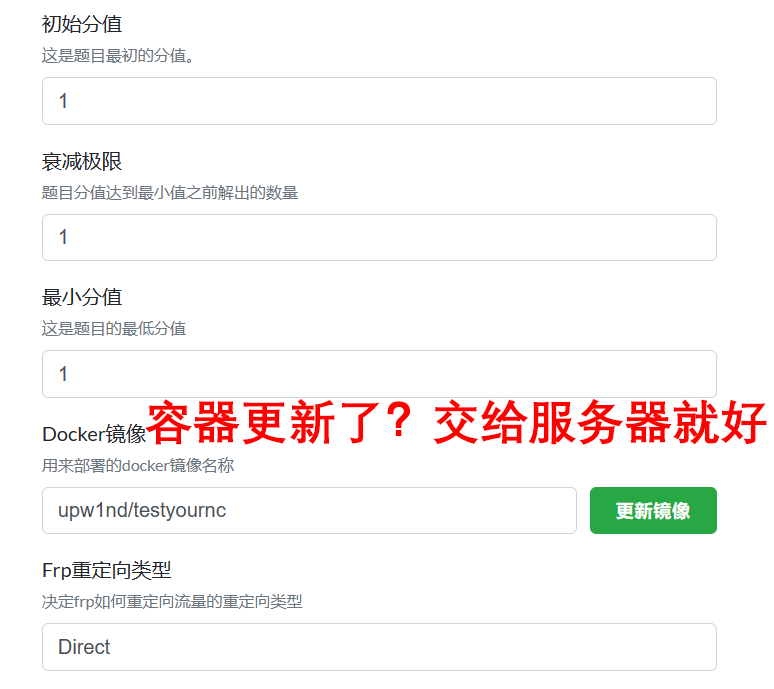 初始分值
这是题目最初的分值。
1
衰减极限
题目分值达到最小值之前解出的数量
1
最小分值
这是题目的最低分值
1
Docker镜像容器更新了？交给服务器就好
用来部署的docker镜像名称
upw1nd/testyournc 更新镜像
Frp重定向类型
决定frp如何重定向流量的重定向类型
Direct